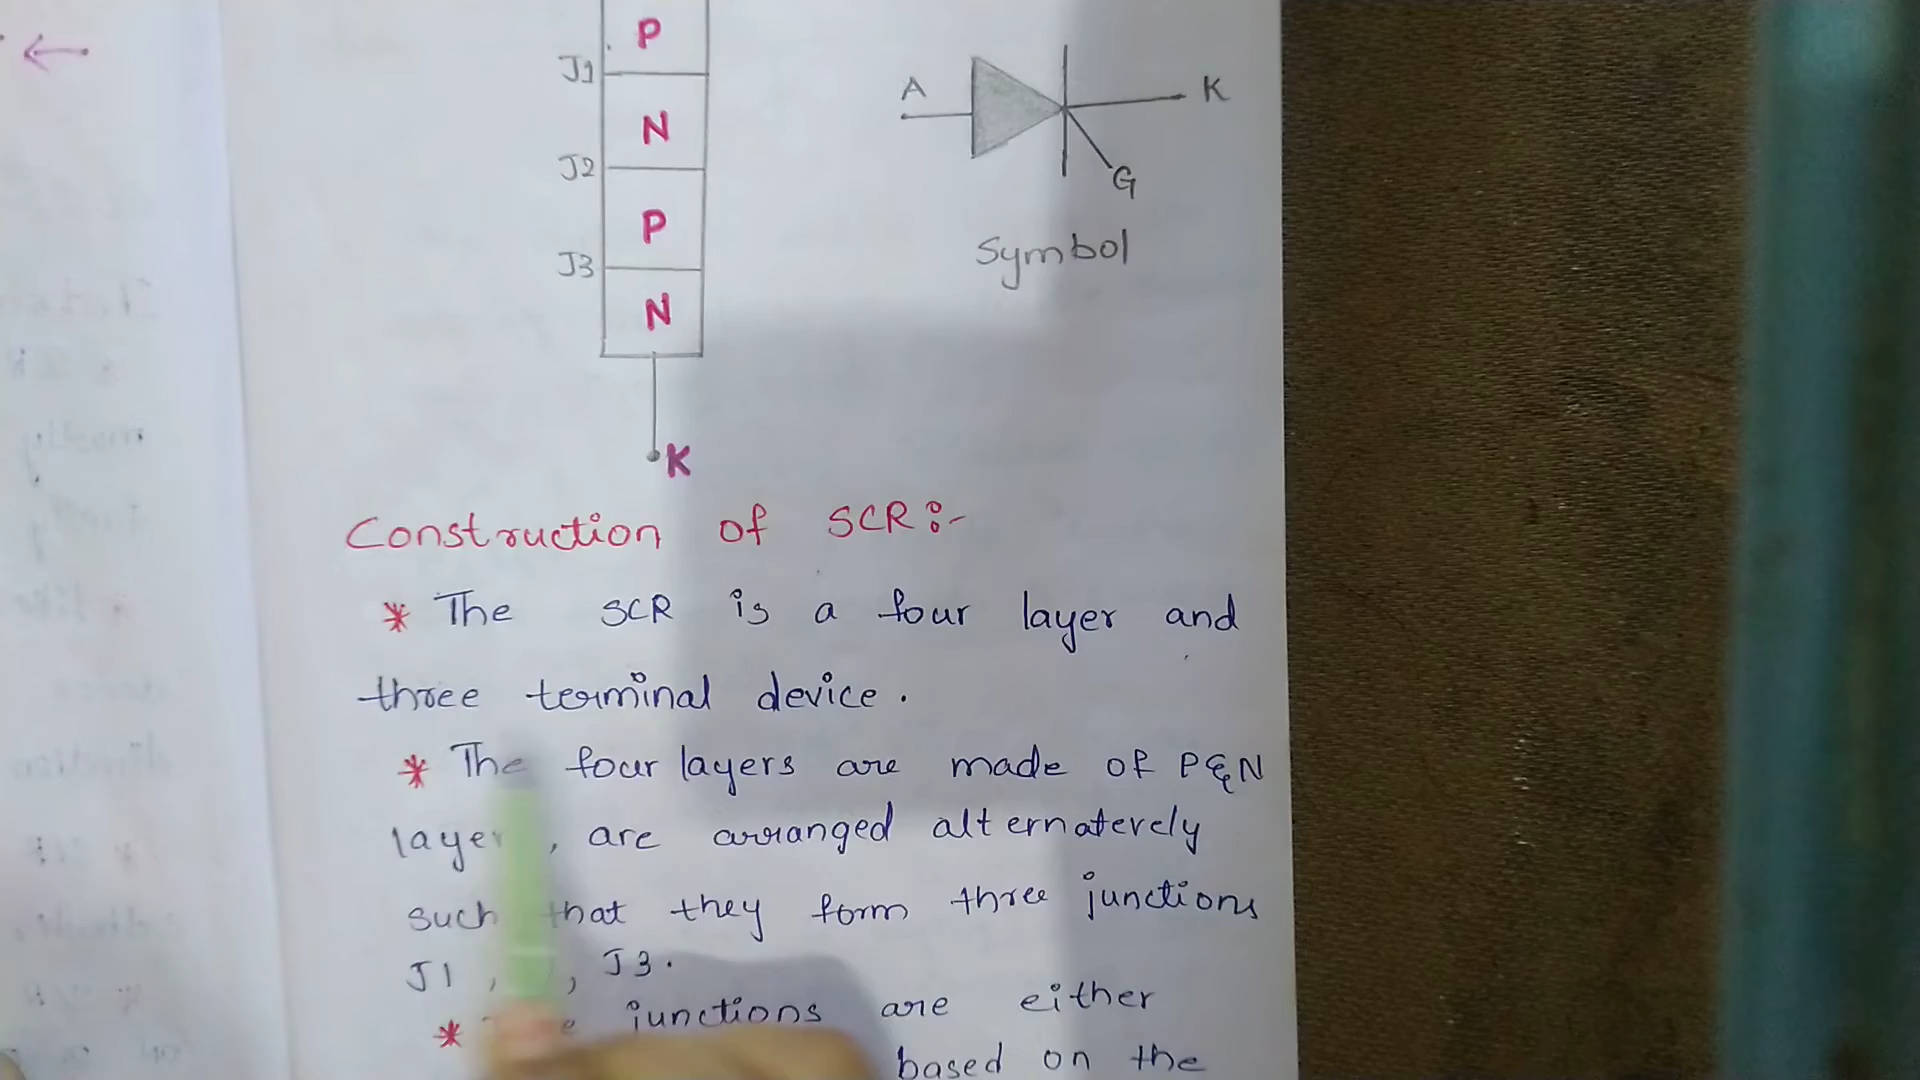 P
J1
N
J2
P
J3
N
K
A
K
G
Symbol
Construction of SCR:-
* The SCR is a four layer and
three terminal device.
* The four layers are made of P&N
layer, are arranged alternaterely
such that they form three junctions
J1, , J3.
* junctions are either
based on the